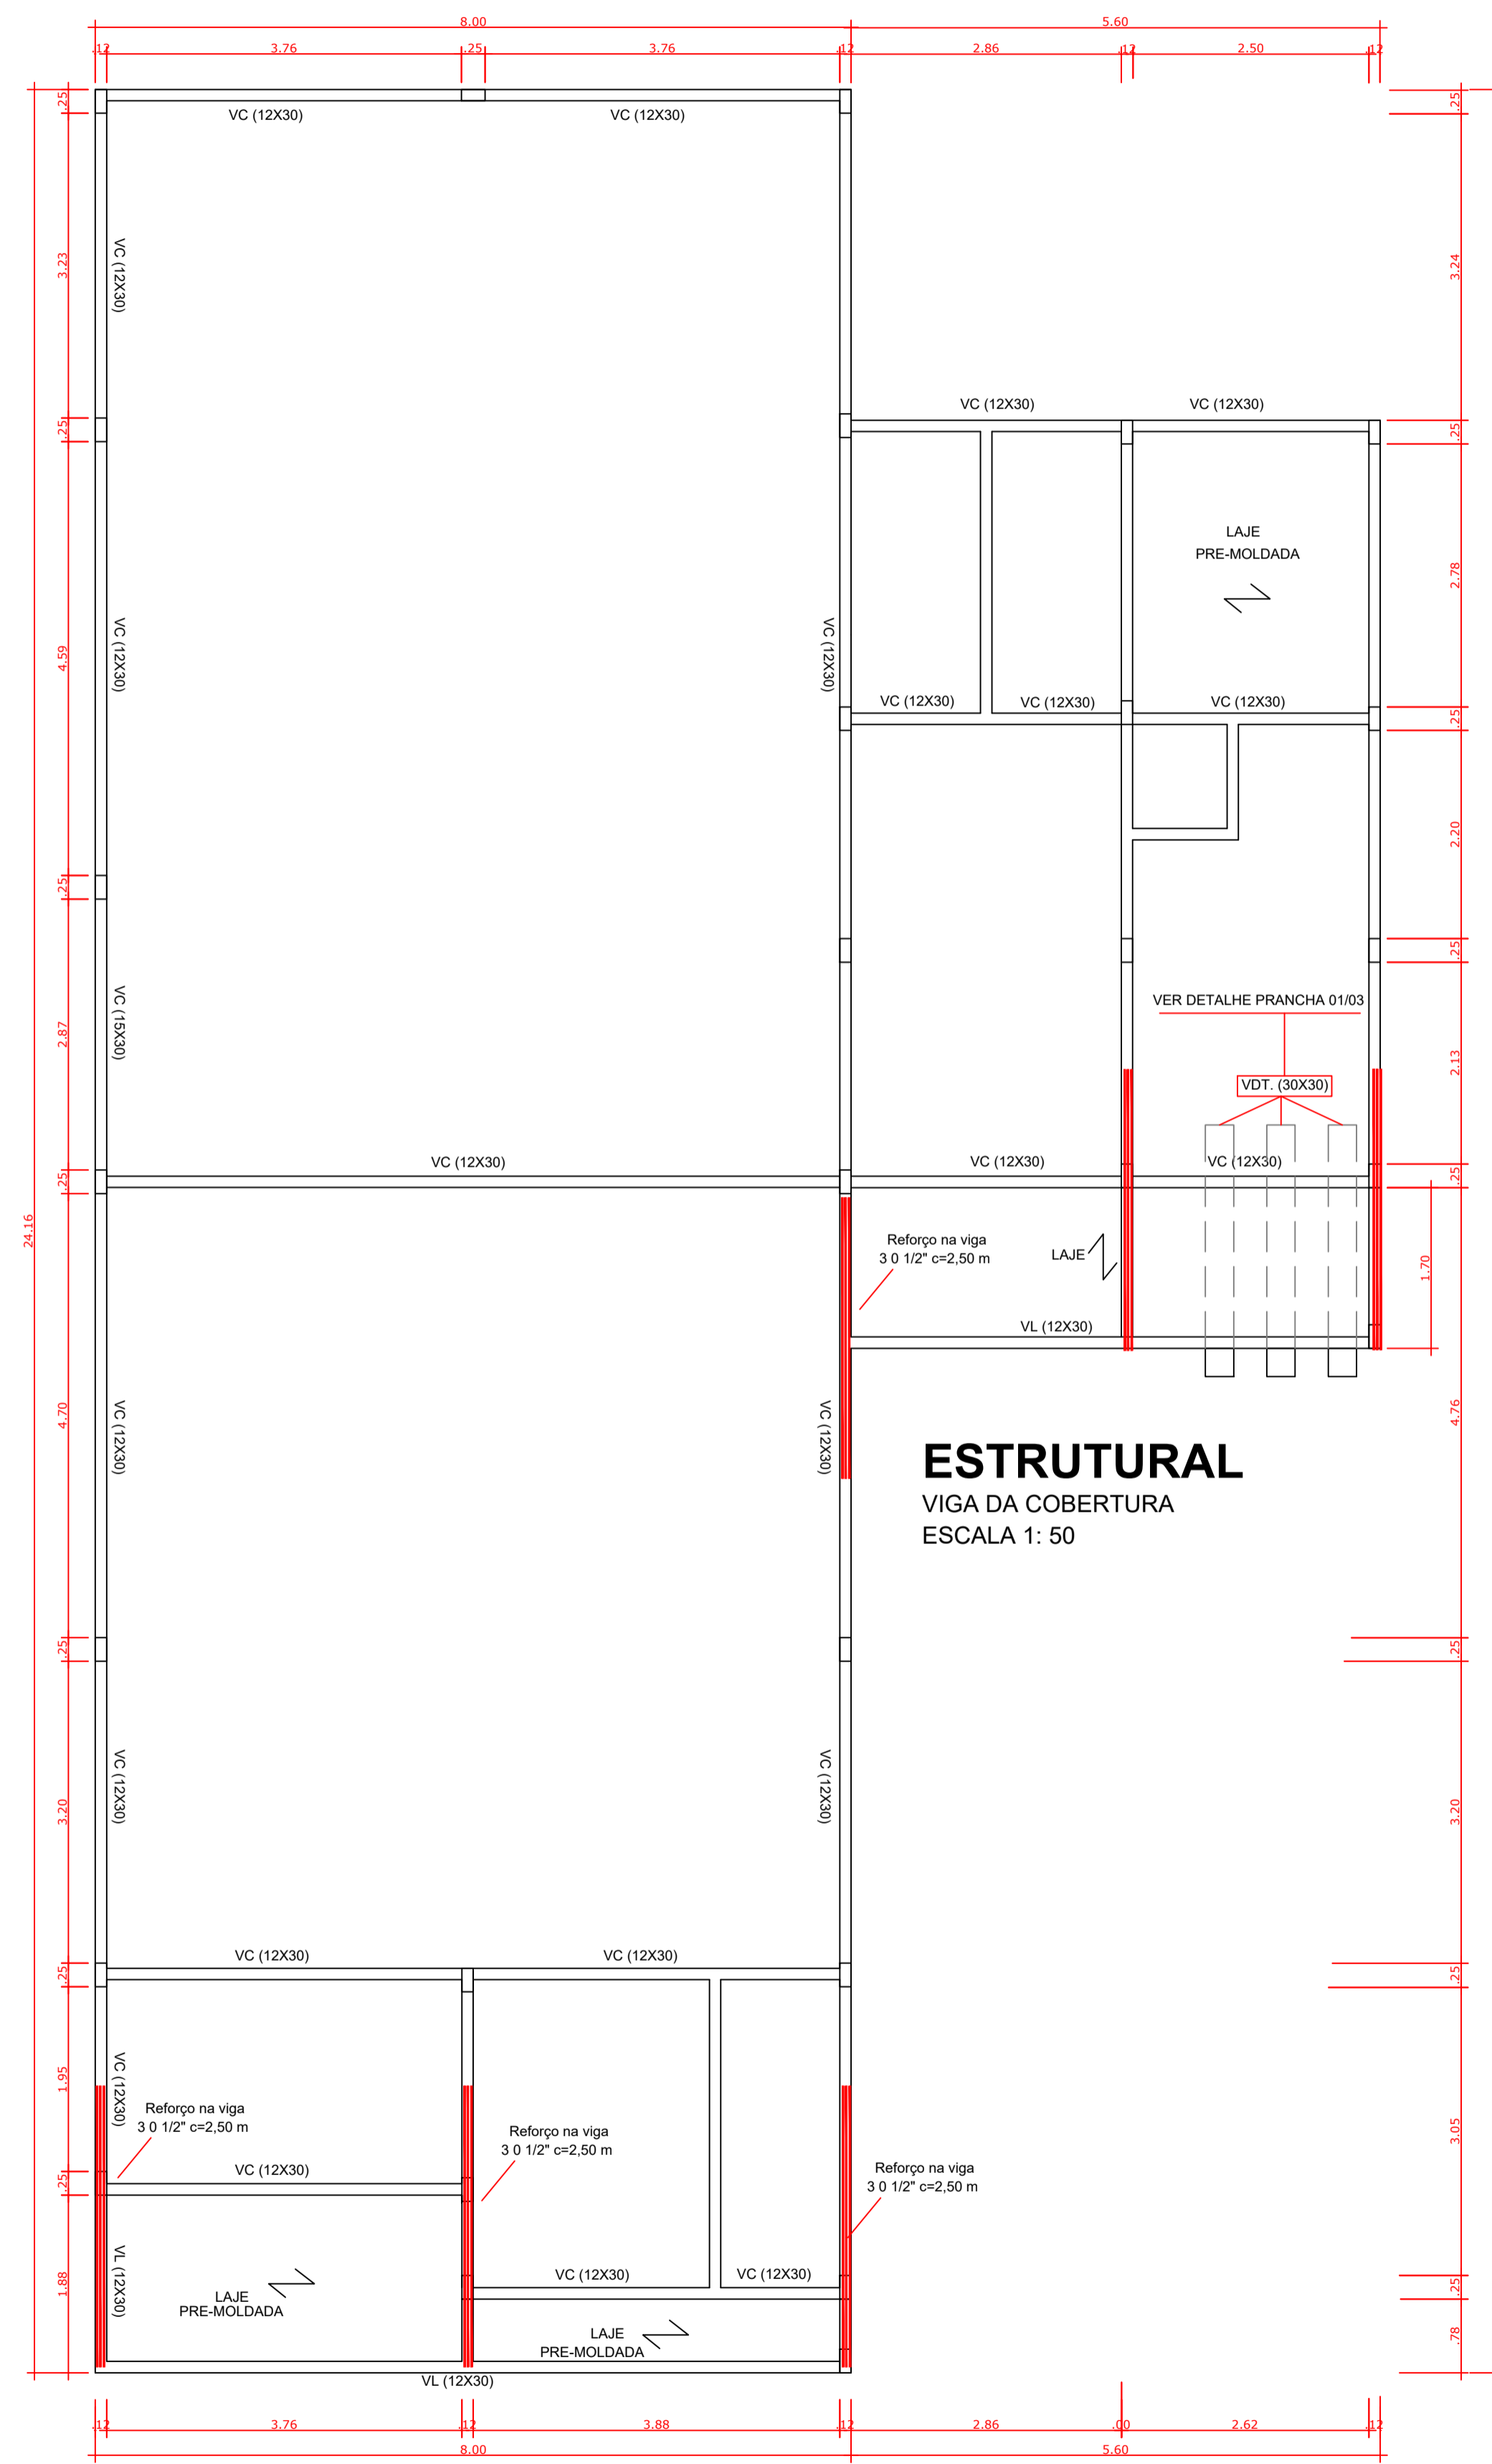 8.00
5.60
.12
3.76
.25
3.76
.12
2.86
.12
2.50
.12
.25
.25
VC (12X30)
VC (12X30)
VC (12X30)
3.23
3.24
VC (12X30)
VC (12X30)
.25
.25
LAJE
PRE-MOLDADA
2.78
VC (12X30)
VC (12X30)
4.59
VC (12X30)
VC (12X30)
VC (12X30)
.25
2.20
.25
.25
VER DETALHE PRANCHA 01/03
VC (15X30)
2.87
2.13
VDT. (30X30)
VC (12X30)
VC (12X30)
VC (12X30)
.25
.25
24.16
Reforço na viga
3 0 1/2" c=2,50 m
LAJE
1.70
VL (12X30)
4.70
VC (12X30)
VC (12X30)
4.76
ESTRUTURAL
VIGA DA COBERTURA
ESCALA 1: 50
.25
.25
VC (12X30)
VC (12X30)
3.20
3.20
VC (12X30)
VC (12X30)
.25
.25
VC (12X30)
1.95
Reforço na viga
3 0 1/2" c=2,50 m
Reforço na viga
3 0 1/2" c=2,50 m
3.05
Reforço na viga
3 0 1/2" c=2,50 m
VC (12X30)
.25
VL (12X30)
1.88
VC (12X30)
VC (12X30)
.25
LAJE
PRE-MOLDADA
LAJE
PRE-MOLDADA
.78
VL (12X30)
.12
3.76
.12
3.88
.12
2.86
.00
2.62
.12
8.00
5.60